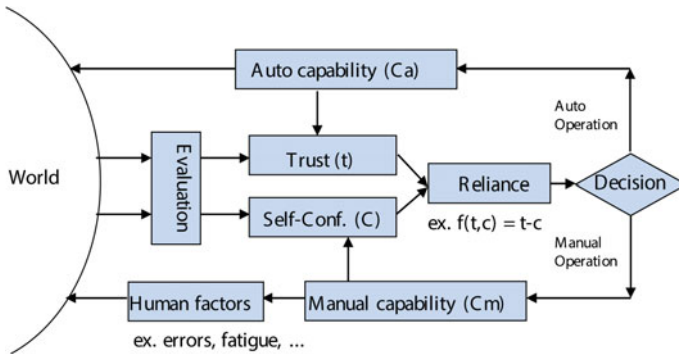 Auto capability (Ca)
Auto
Operation
Evaluation
Trust (t)
World
Reliance
Decision
Self-Conf. (C)
ex. f(t,c) = t-c
Manual
Operation
Human factors
Manual capability (Cm)
ex. errors, fatigue, ...